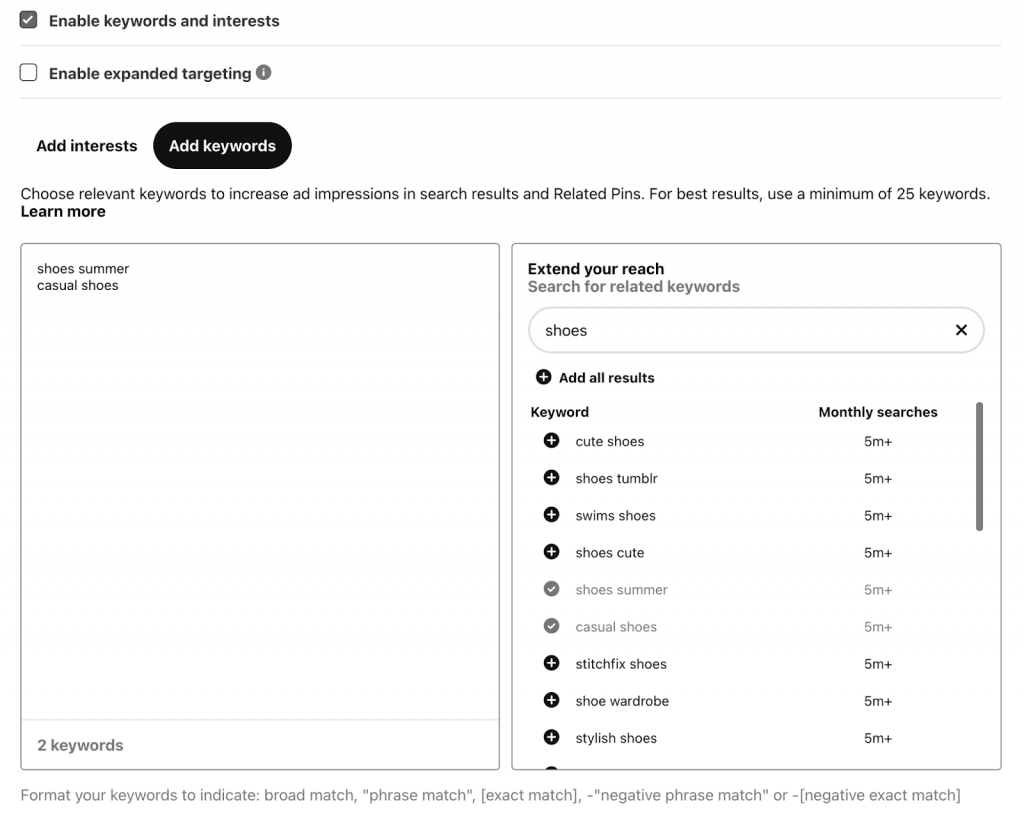 Enable keywords and interests
Enable expanded targeting
Add interests
Add keywords
Choose relevant keywords to increase ad impressions in search results and Related Pins. For best results, use a minimum of 25 keywords.
Learn more
shoes summer
casual shoes
2 keywords
Extend your reach
Search for related keywords
shoes
Add all results
Keyword Monthly searches
cute shoes 5m+
shoes tumblr 5m+
swims shoes 5m+
shoes cute 5m+
shoes summer 5m+
casual shoes 5m+
stitchfix shoes 5m+
shoe wardrobe 5m+
stylish shoes 5m+
Format your keywords to indicate: broad match, "phrase match", [exact match], -"negative phrase match" or -[negative exact match]